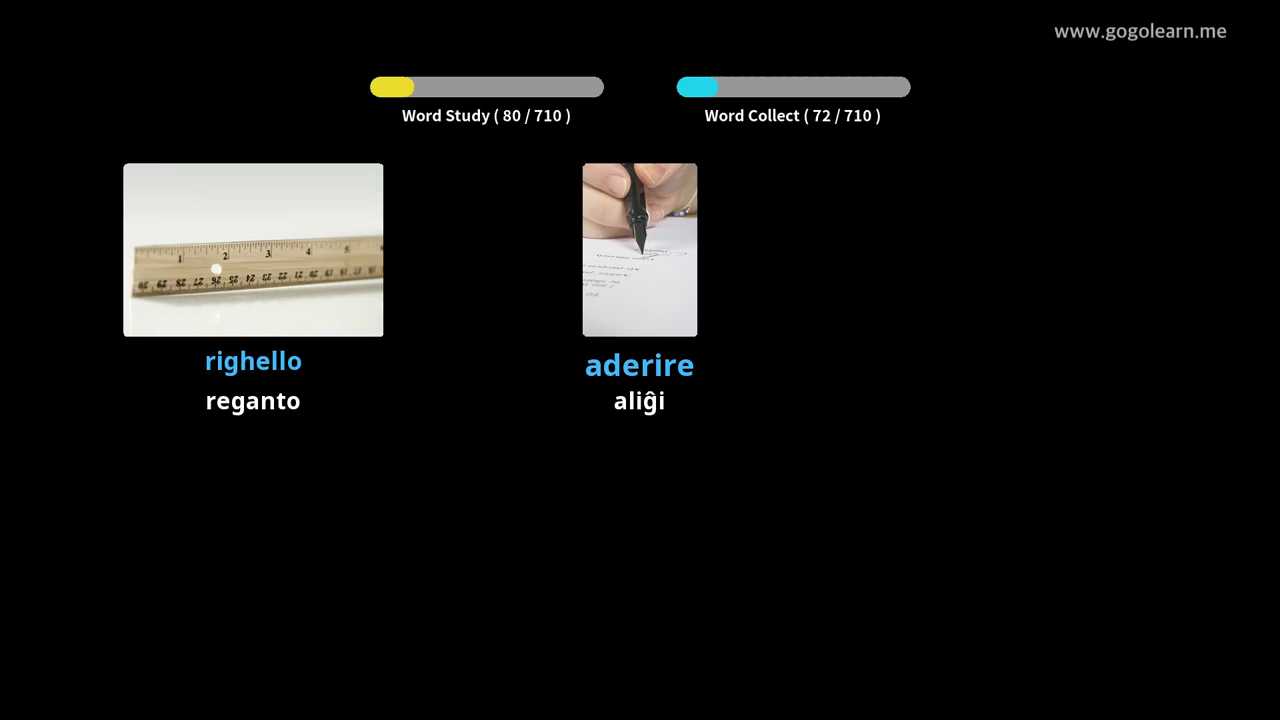 www.gogolearn.me
Word Study ( 80 / 710 )
Word Collect ( 72 / 710 )
righello
reganto
aderire
aliĝi